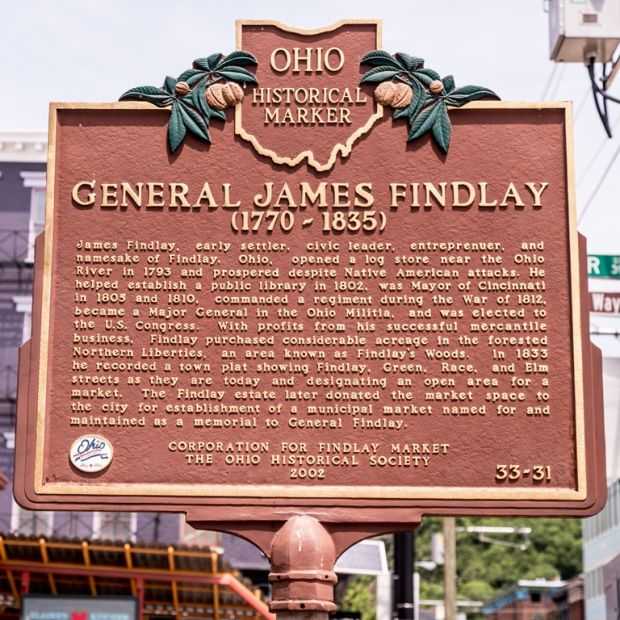 OHIO
HISTORICAL
MARKER
GENERAL JAMES FINDLAY
(1770 - 1835)
James Findlay, early settler, civic leader, entreprenuer, and
namesake of Findlay, Ohio, opened a log store near the Ohio
River in 1793 and prospered despite Native American attacks. He
helped establish a public library in 1802, was Mayor of Cincinnati
in 1805 and 1810, commanded a regiment during the War of 1812,
became a Major General in the Ohio Militia, and was elected to
the U.S. Congress. With profits from his successful mercantile
business, Findlay purchased considerable acreage in the forested
Northern Liberties, an area known as Findlay's Woods. In 1833
he recorded a town plat showing Findlay, Green, Race, and Elm
streets as they are today and designating an open area for a
market. The Findlay estate later donated the market space to
the city for establishment of a municipal market named for and
maintained as a memorial to General Findlay.
CORPORATION FOR FINDLAY MARKET
THE OHIO HISTORICAL SOCIETY
2002
33-31
Ohio
R ST
Way